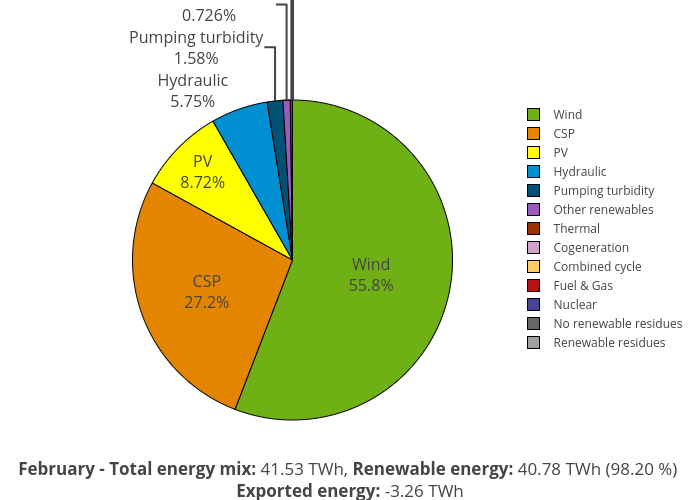 0.726%
Pumping turbidity
1.58%
Hydraulic
5.75%
PV
8.72%
CSP
27.2%
Wind
55.8%
Wind
CSP
PV
Hydraulic
Pumping turbidity
Other renewables
Thermal
Cogeneration
Combined cycle
Fuel & Gas
Nuclear
No renewable residues
Renewable residues
February - Total energy mix: 41.53 TWh, Renewable energy: 40.78 TWh (98.20 %)
Exported energy: -3.26 TWh